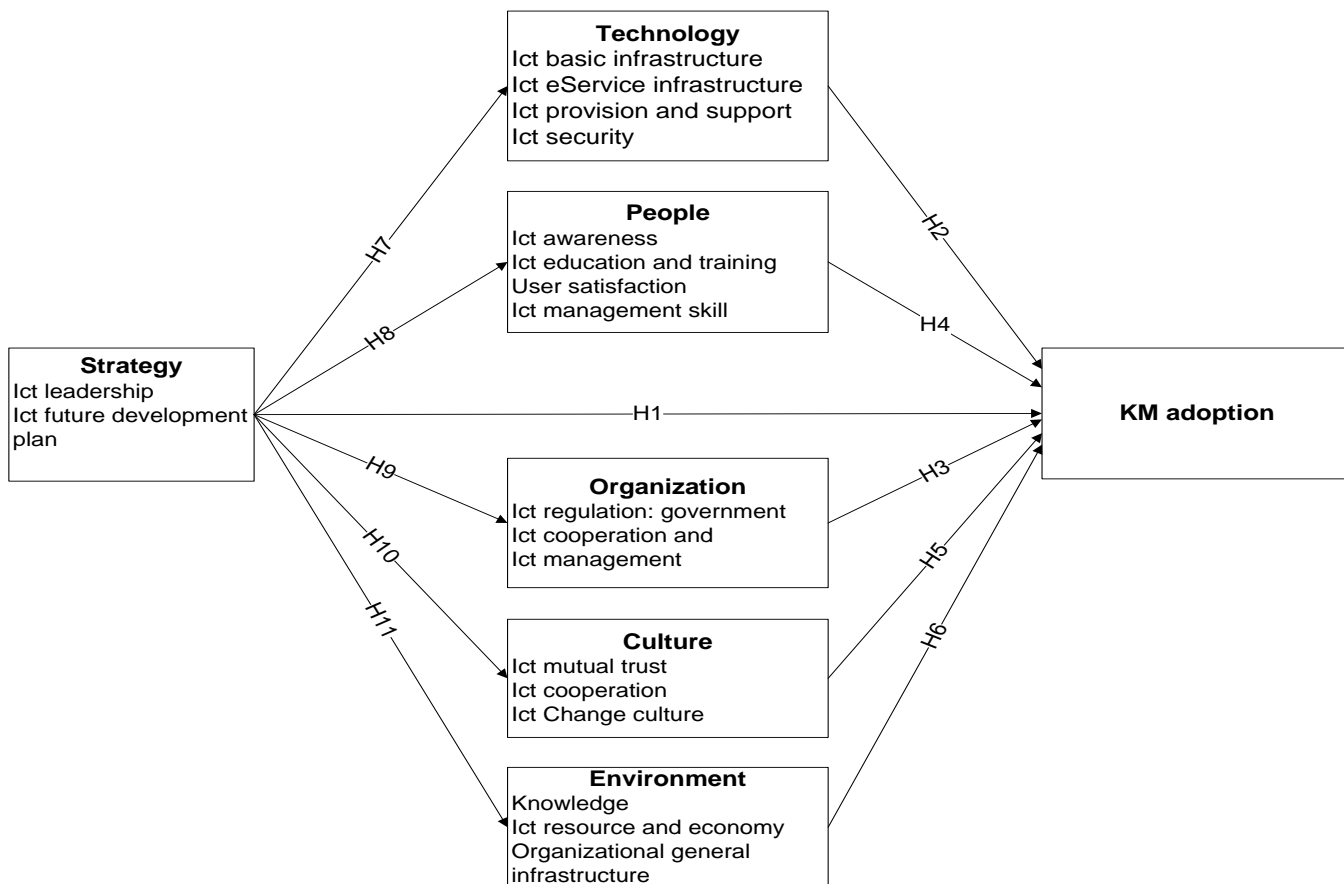 Technology
Ict basic infrastructure
Ict eService infrastructure
Ict provision and support
Ict security
People
Ict awareness
Ict education and training
User satisfaction
Ict management skill
Strategy
Ict leadership
Ict future development
plan
Organization
Ict regulation: government
Ict cooperation and
Ict management
Culture
Ict mutual trust
Ict cooperation
Ict Change culture
Environment
Knowledge
Ict resource and economy
Organizational general
infrastructure
KM adoption
H7
H8
H1
H9
H10
H11
H2
H4
H3
H5
H6